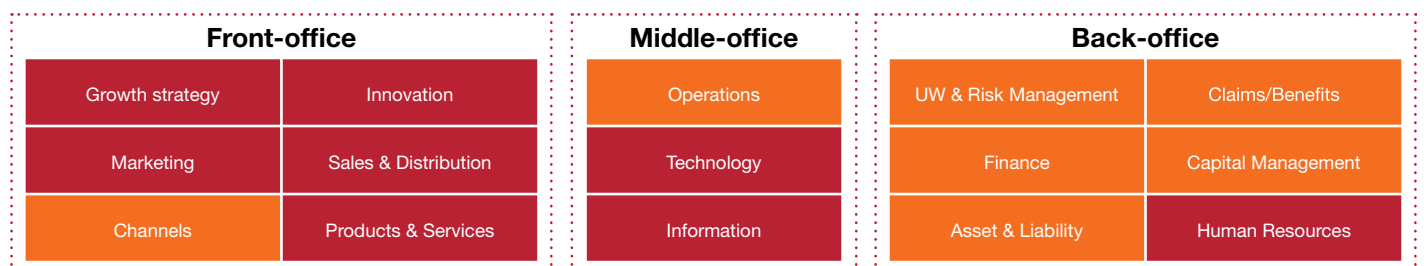 Front-office
Growth strategy
Innovation
Marketing
Sales & Distribution
Channels
Products & Services
Middle-office
Operations
Technology
Information
Back-office
UW & Risk Management
Claims/Benefits
Finance
Capital Management
Asset & Liability
Human Resources